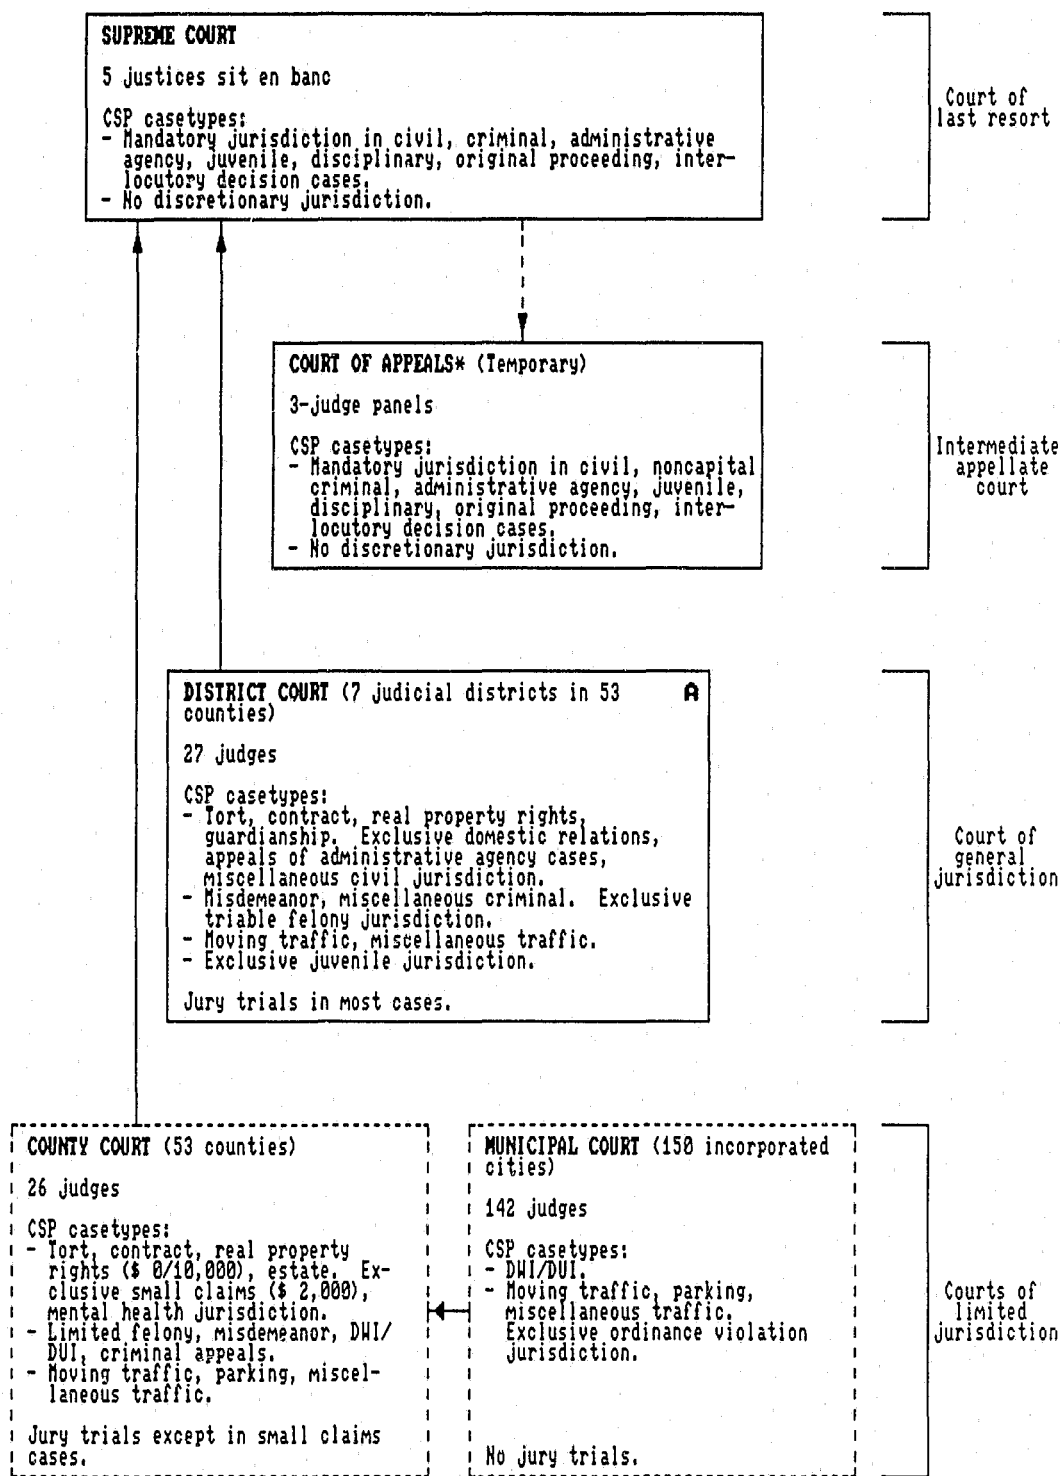 SUPREME COURT
5 justices sit en banc
CSP casetypes:
- Mandatory jurisdiction in civil, criminal, administrative
agency, juvenile, disciplinary, original proceeding, inter-
locutory decision cases.
- No discretionary jurisdiction.
Court of
last resort
COURT OF APPEALS* (Temporary)
3-judge panels
CSP casetypes:
- Mandatory jurisdiction in civil, noncapital
criminal, administrative agency, juvenile,
disciplinary, original proceeding, inter-
locutory decision cases.
- No discretionary jurisdiction.
Intermediate
appellate
court
DISTRICT COURT (7 judicial districts in 53 A
counties)
27 judges
CSP casetypes:
- Tort, contract, real property rights,
guardianship. Exclusive domestic relations,
appeals of administrative agency cases,
miscellaneous civil jurisdiction.
- Misdemeanor, miscellaneous criminal. Exclusive
triable felony jurisdiction.
- Moving traffic, miscellaneous traffic.
- Exclusive juvenile jurisdiction.
Jury trials in most cases.
Court of
general
jurisdiction
COUNTY COURT (53 counties)
26 judges
CSP casetypes:
- Tort, contract, real property
rights ($ 0/10,000), estate. Ex-
clusive small claims ($ 2,000),
mental health jurisdiction.
- Limited felony, misdemeanor, DWI/
DUI, criminal appeals.
- Moving traffic, parking, miscel-
laneous traffic.
Jury trials except in small claims
cases.
MUNICIPAL COURT (150 incorporated
cities)
142 judges
CSP casetypes:
- DWI/DUI.
- Moving traffic, parking,
miscellaneous traffic.
Exclusive ordinance violation
jurisdiction.
No jury trials.
Courts of
limited
jurisdiction